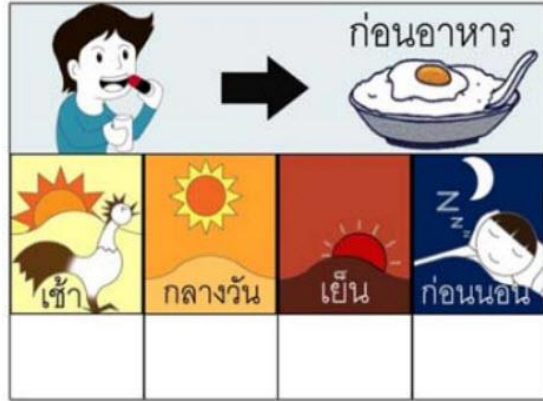 ก่อนอาหาร
เช้า กลางวัน เย็น ก่อนนอน